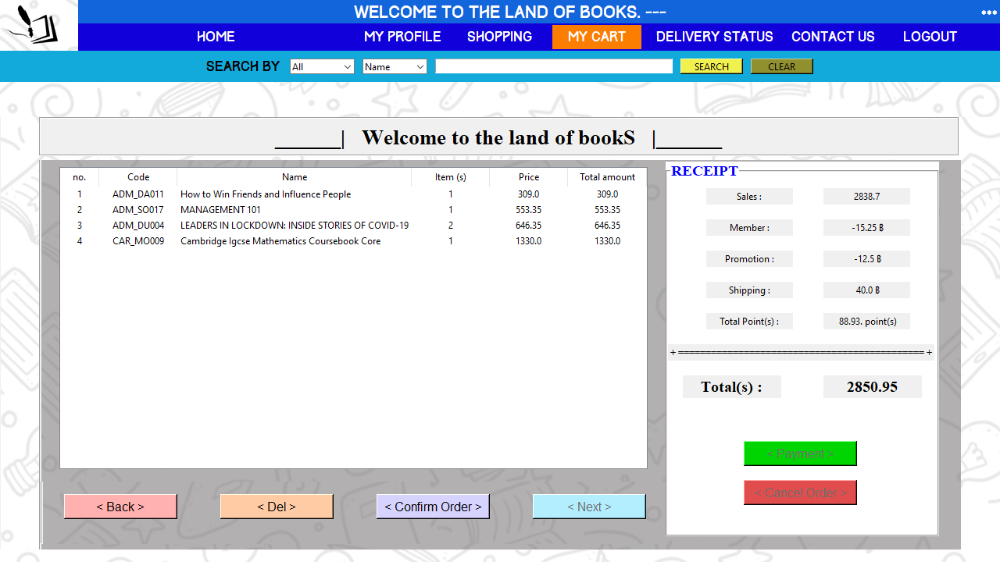 WELCOME TO THE LAND OF BOOKS. ---
***
HOME MY PROFILE SHOPPING MY CART DELIVERY STATUS CONTACT US LOGOUT
SEARCH BY All Name SEARCH CLEAR
______| Welcome to the land of bookS |______
no. Code Name Item (s) Price Total amount
1 ADM_DA011 How to Win Friends and Influence People 1 309.0 309.0
2 ADM_SO017 MANAGEMENT 101 1 553.35 553.35
3 ADM_DU004 LEADERS IN LOCKDOWN: INSIDE STORIES OF COVID-19 2 646.35 646.35
4 CAR_MO009 Cambridge Igcse Mathematics Coursebook Core 1 1330.0 1330.0
RECEIPT
Sales : 2838.7
Member : -15.25 ฿
Promotion : -12.5 ฿
Shipping : 40.0 ฿
Total Point(s) : 88.93. point(s)
+ ============================================ +
Total(s) : 2850.95
< Payment >
< Cancel Order >
< Back > < Del > < Confirm Order > < Next >